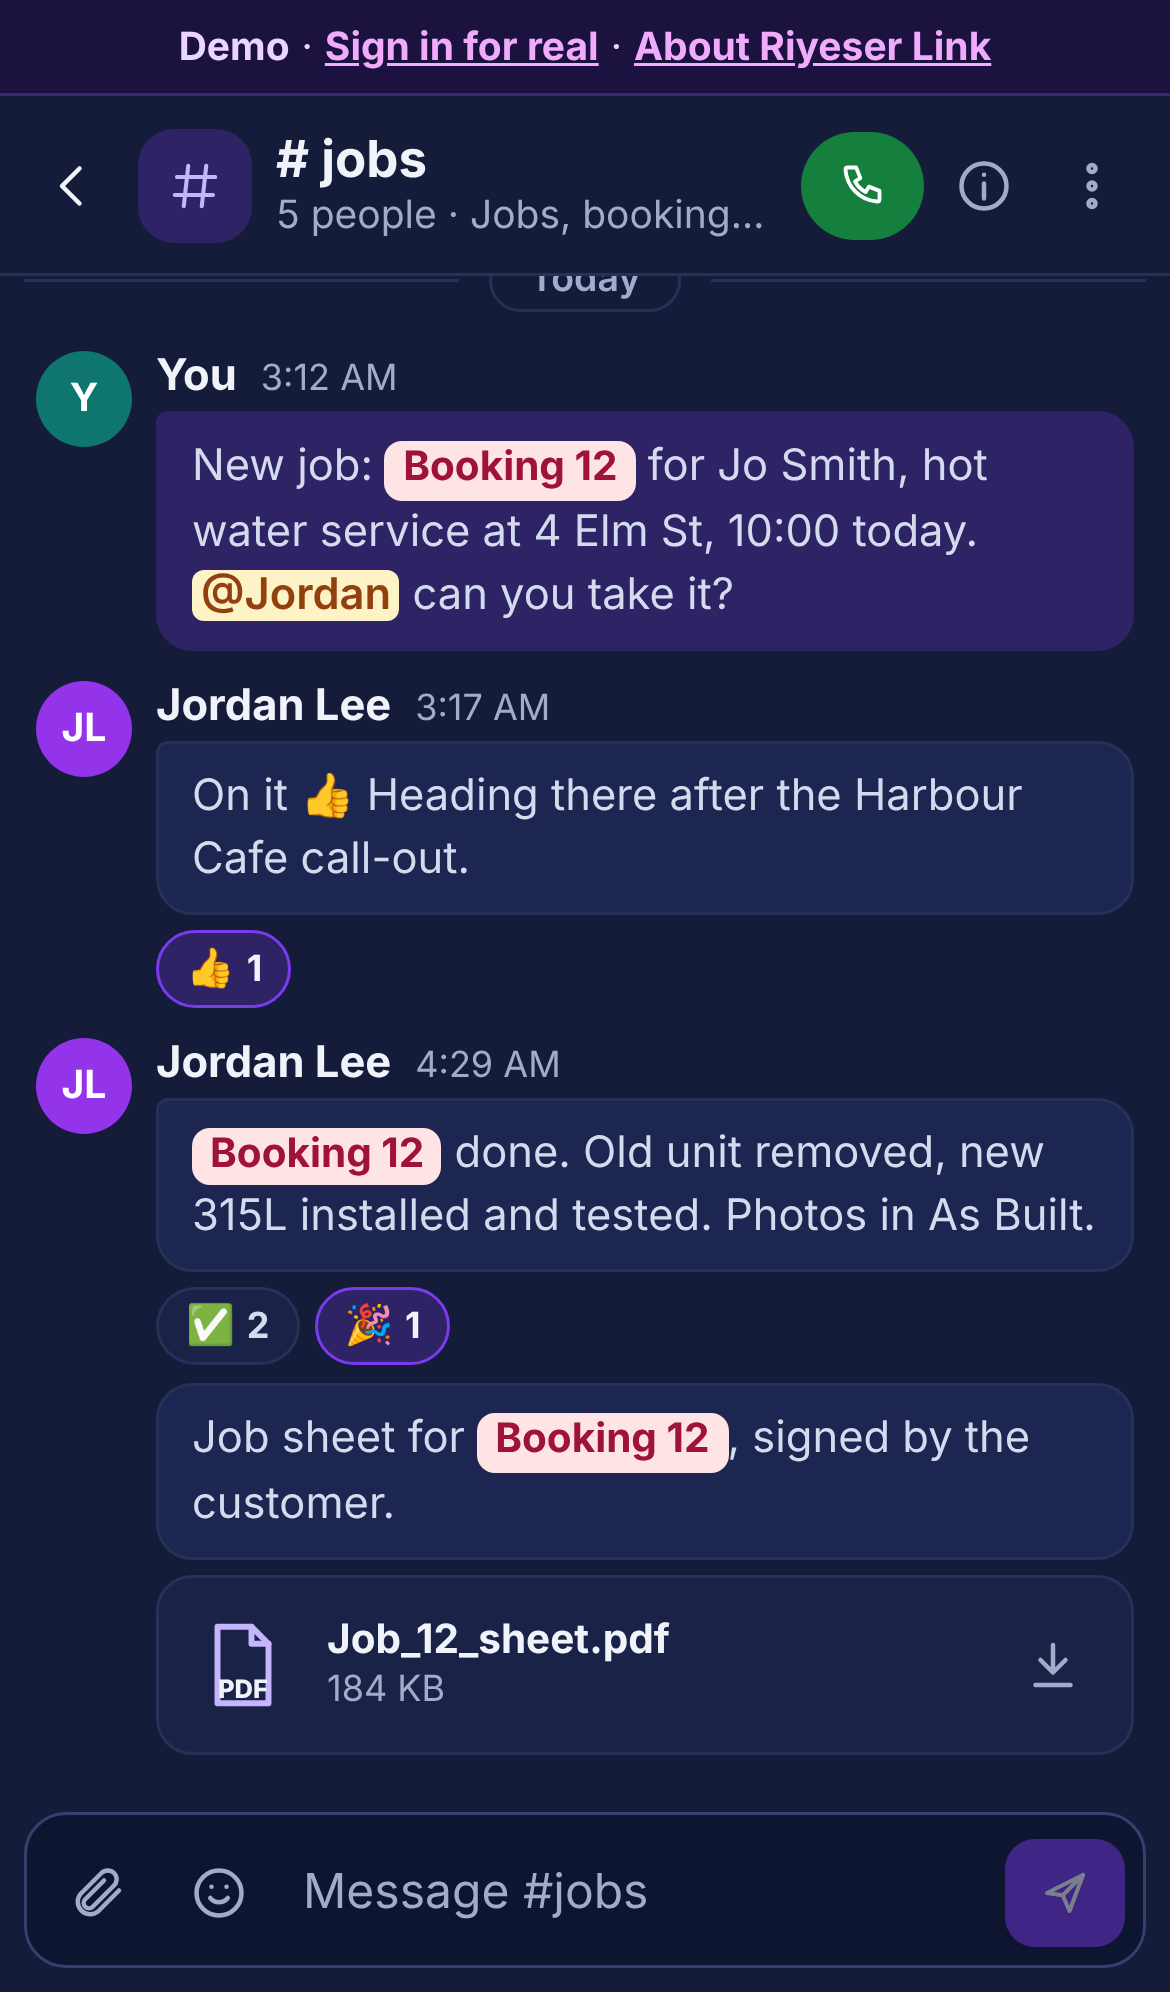 Demo · Sign in for real · About Riyeser Link
# jobs
5 people · Jobs, booking...
Today
Y
You 3:12 AM
New job: Booking 12 for Jo Smith, hot
water service at 4 Elm St, 10:00 today.
@Jordan can you take it?
JL
Jordan Lee 3:17 AM
On it 👍 Heading there after the Harbour
Cafe call-out.
👍 1
JL
Jordan Lee 4:29 AM
Booking 12 done. Old unit removed, new
315L installed and tested. Photos in As Built.
✅ 2 🎉 1
Job sheet for Booking 12, signed by the
customer.
PDF
Job_12_sheet.pdf
184 KB
Message #jobs